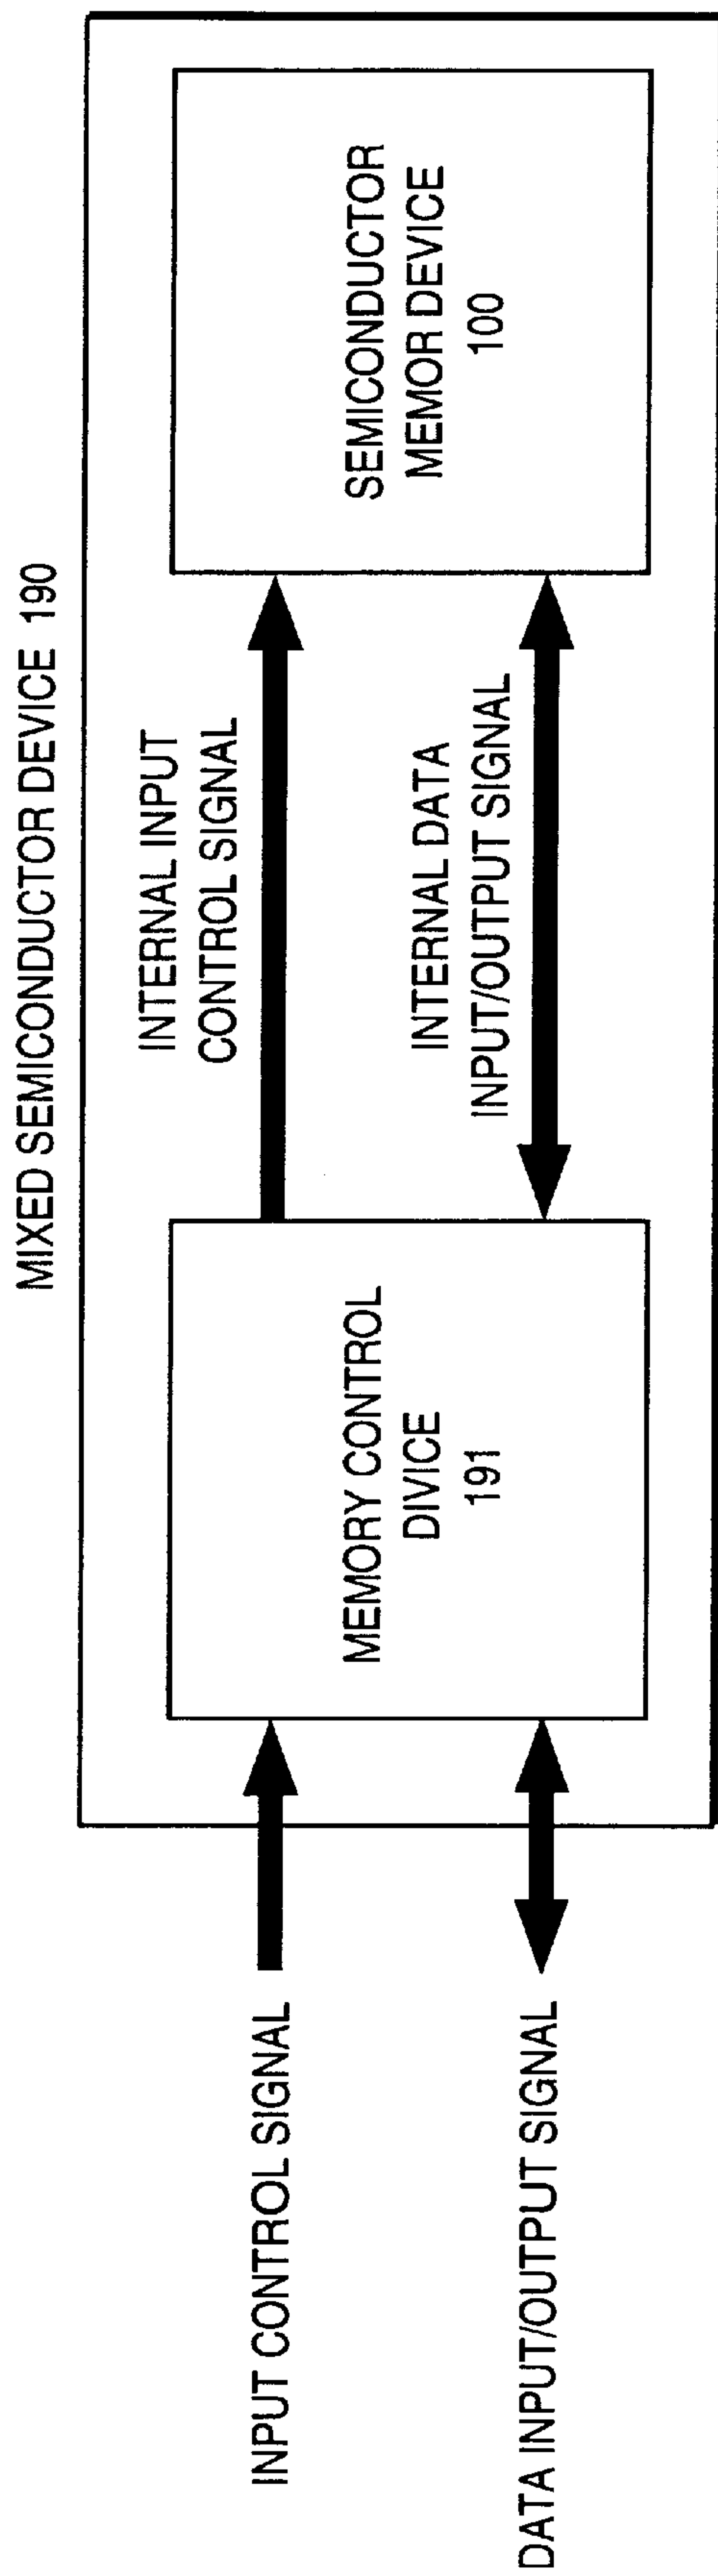 MIXED SEMICONDUCTOR DEVICE 190
INPUT CONTROL SIGNAL
DATA INPUT/OUTPUT SIGNAL
MEMORY CONTROL
DIVICE
191
INTERNAL INPUT
CONTROL SIGNAL
INTERNAL DATA
INPUT/OUTPUT SIGNAL
SEMICONDUCTOR
MEMOR DEVICE
100